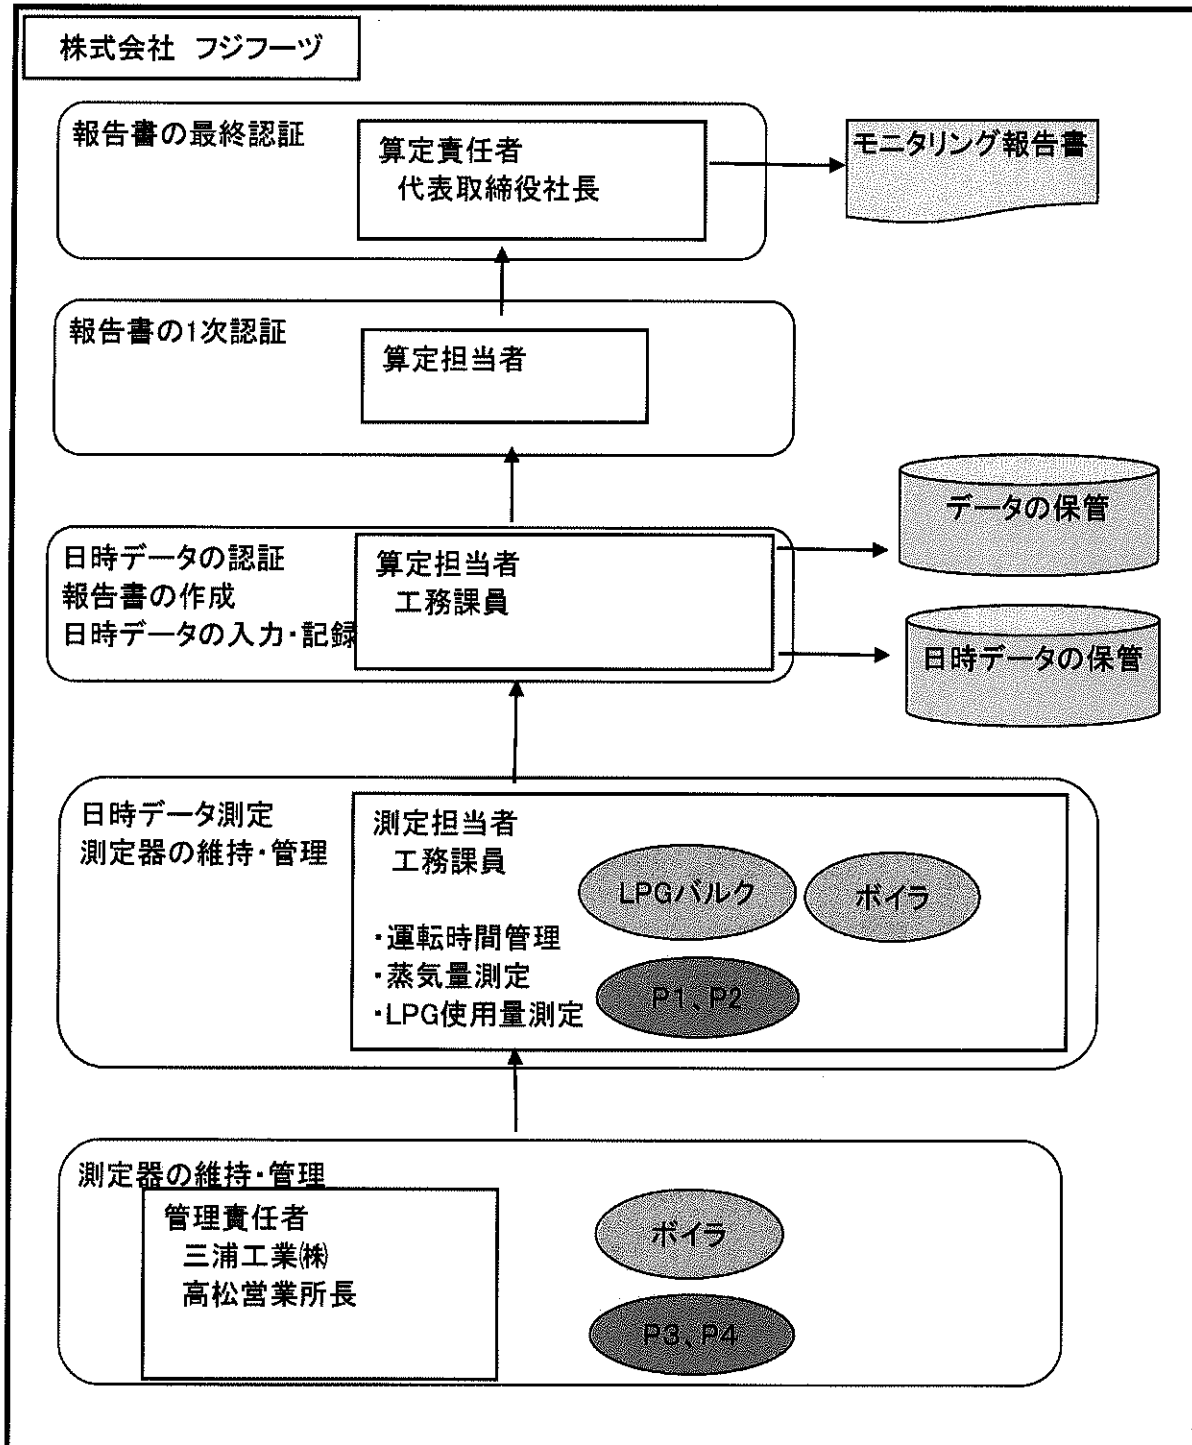 株式会社 フジフーヅ
報告書の最終認証
算定責任者
代表取締役社長
モニタリング報告書
報告書の1次認証
算定担当者
データの保管
日時データの認証
報告書の作成
日時データの入力・記録
算定担当者
工務課員
日時データの保管
日時データ測定
測定器の維持・管理
測定担当者
工務課員
・運転時間管理
・蒸気量測定
・LPG使用量測定
LPGバルク
ボイラ
P1、P2
測定器の維持・管理
管理責任者
三浦工業㈱
高松営業所長
ボイラ
P3、P4